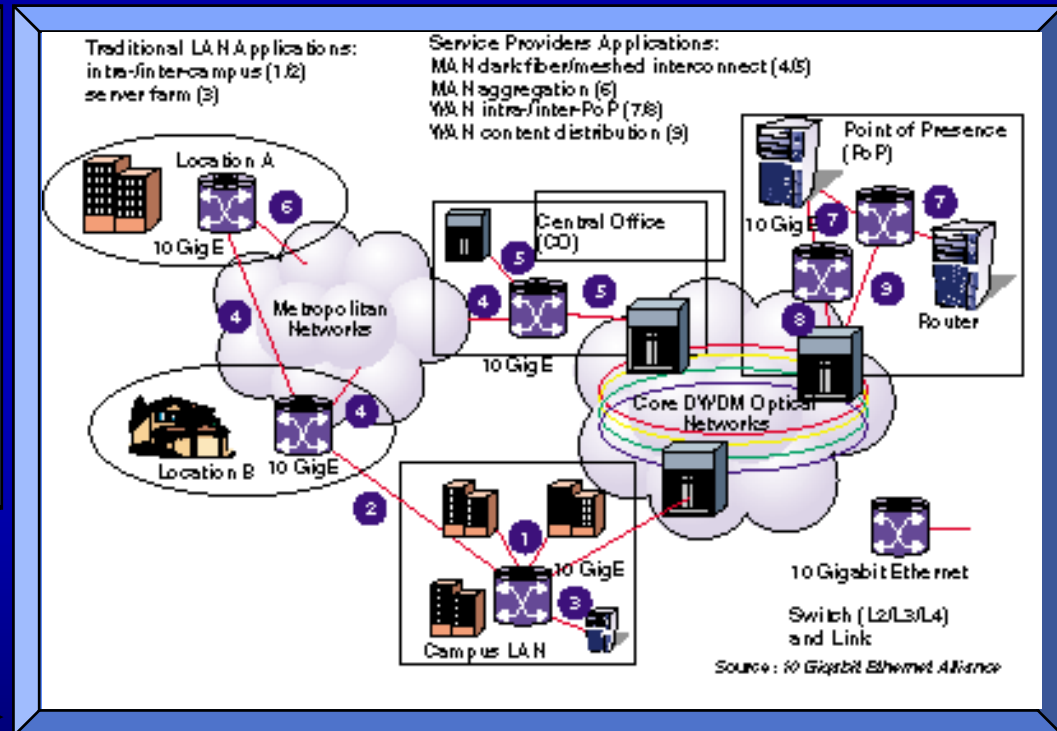 Traditional LAN Applications:
intra-/inter-campus (1/2)
server farm (3)
Service Providers Applications:
MAN dark fiber/meshed interconnect (4/5)
MAN aggregation (6)
WAN intra-/inter-PoP (7/8)
WAN content distribution (9)
Point of Presence
(PoP)
Location A
6
10 GigE
Central Office
(CO)
10 GigE
7
7
5
4
5
9
8
Router
4
Metropolitan
Networks
10 GigE
4
Core DWDM Optical
Networks
Location B
10 GigE
2
1
10 GigE
3
Campus LAN
10 Gigabit Ethernet
Switch (L2/L3/L4)
and Link
Source: 10 Gigabit Ethernet Alliance